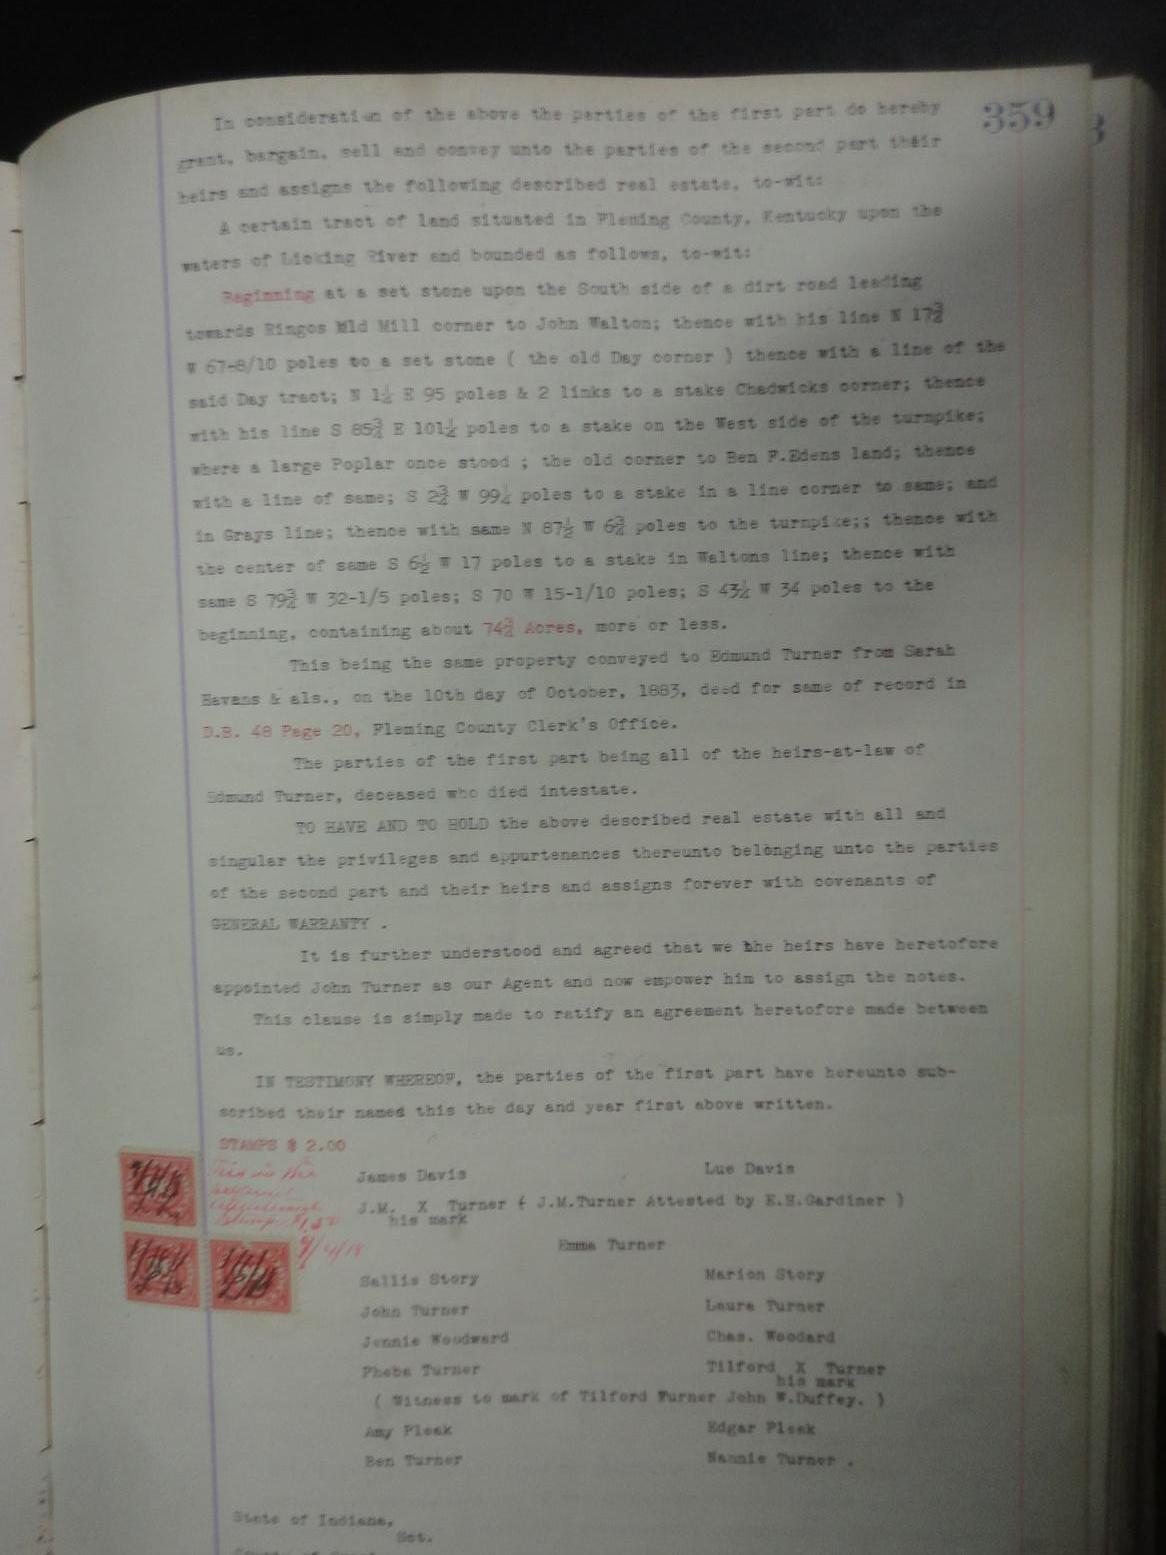 359
In consideration of the above the parties of the first part do hereby
grant, bargain, sell and convey unto the parties of the second part their
heirs and assigns the following described real estate, to-wit:
A certain tract of land situated in Fleming County, Kentucky upon the
waters of Licking River and bounded as follows, to-wit:
Beginning at a set stone upon the South side of a dirt road leading
towards Ringos Mld Mill corner to John Walton; thence with his line N 17¾
W 67-8/10 poles to a set stone ( the old Day corner ) thence with a line of the
said Day tract; N 1½ E 95 poles & 2 links to a stake Chadwicks corner; thence
with his line S 85¾ E 101½ poles to a stake on the West side of the turnpike;
where a large Poplar once stood ; the old corner to Ben F.Edens land; thence
with a line of same; S 2¾ W 99¼ poles to a stake in a line corner to same; and
in Grays line; thence with same N 87½ W 6¾ poles to the turnpike;; thence with
the center of same S 6½ W 17 poles to a stake in Waltons line; thence with
same S 79¾ W 32-1/5 poles; S 70 W 15-1/10 poles; S 43½ W 34 poles to the
beginning, containing about 74¾ Acres, more or less.
This being the same property conveyed to Edmund Turner from Sarah
Havans & als., on the 10th day of October, 1883, deed for same of record in
D.B. 48 Page 20, Fleming County Clerk's Office.
The parties of the first part being all of the heirs-at-law of
Edmund Turner, deceased who died intestate.
TO HAVE AND TO HOLD the above described real estate with all and
singular the privileges and appurtenances thereunto belonging unto the parties
of the second part and their heirs and assigns forever with covenants of
GENERAL WARRANTY .
It is further understood and agreed that we the heirs have heretofore
appointed John Turner as our Agent and now empower him to assign the notes.
This clause is simply made to ratify an agreement heretofore made between
us.
IN TESTIMONY WHEREOF, the parties of the first part have hereunto sub-
scribed their named this the day and year first above written.
STAMPS $ 2.00
This is the
additional
Stamps $1.50
9/4/18
James Davis Lue Davis
J.M. X Turner ( J.M.Turner Attested by E.H.Gardiner )
his mark
Emma Turner
Sallie Story Marion Story
John Turner Laura Turner
Jennie Woodward Chas. Woodard
Pheba Turner Tilford X Turner
his mark
( Witness to mark of Tilford Turner John W.Duffey. )
Amy Pleak Edgar Pleak
Ben Turner Nannie Turner .
State of Indiana,
Sct.